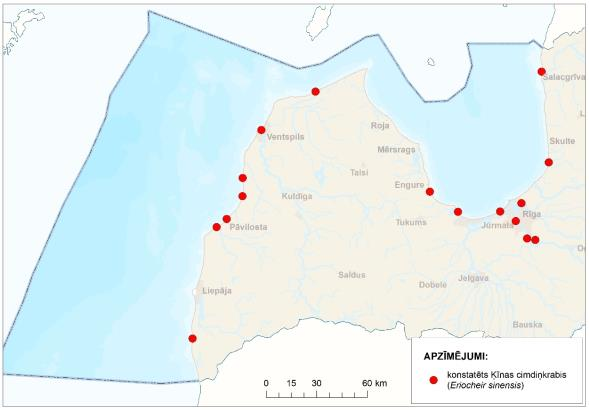 Salacgrīva
L
Roja
Ventspils
Mērsrags
Skulte
Talsi
Engure
Kuldīga
Rīga
Tukums
Jūrmala
Pāvilosta
Saldus
Jelgava
Dobele
Liepāja
Bauska
APZĪMĒJUMI:
konstatēts Ķīnas cimdiņkrabis
(Eriocheir sinensis)
0 15 30 60 km